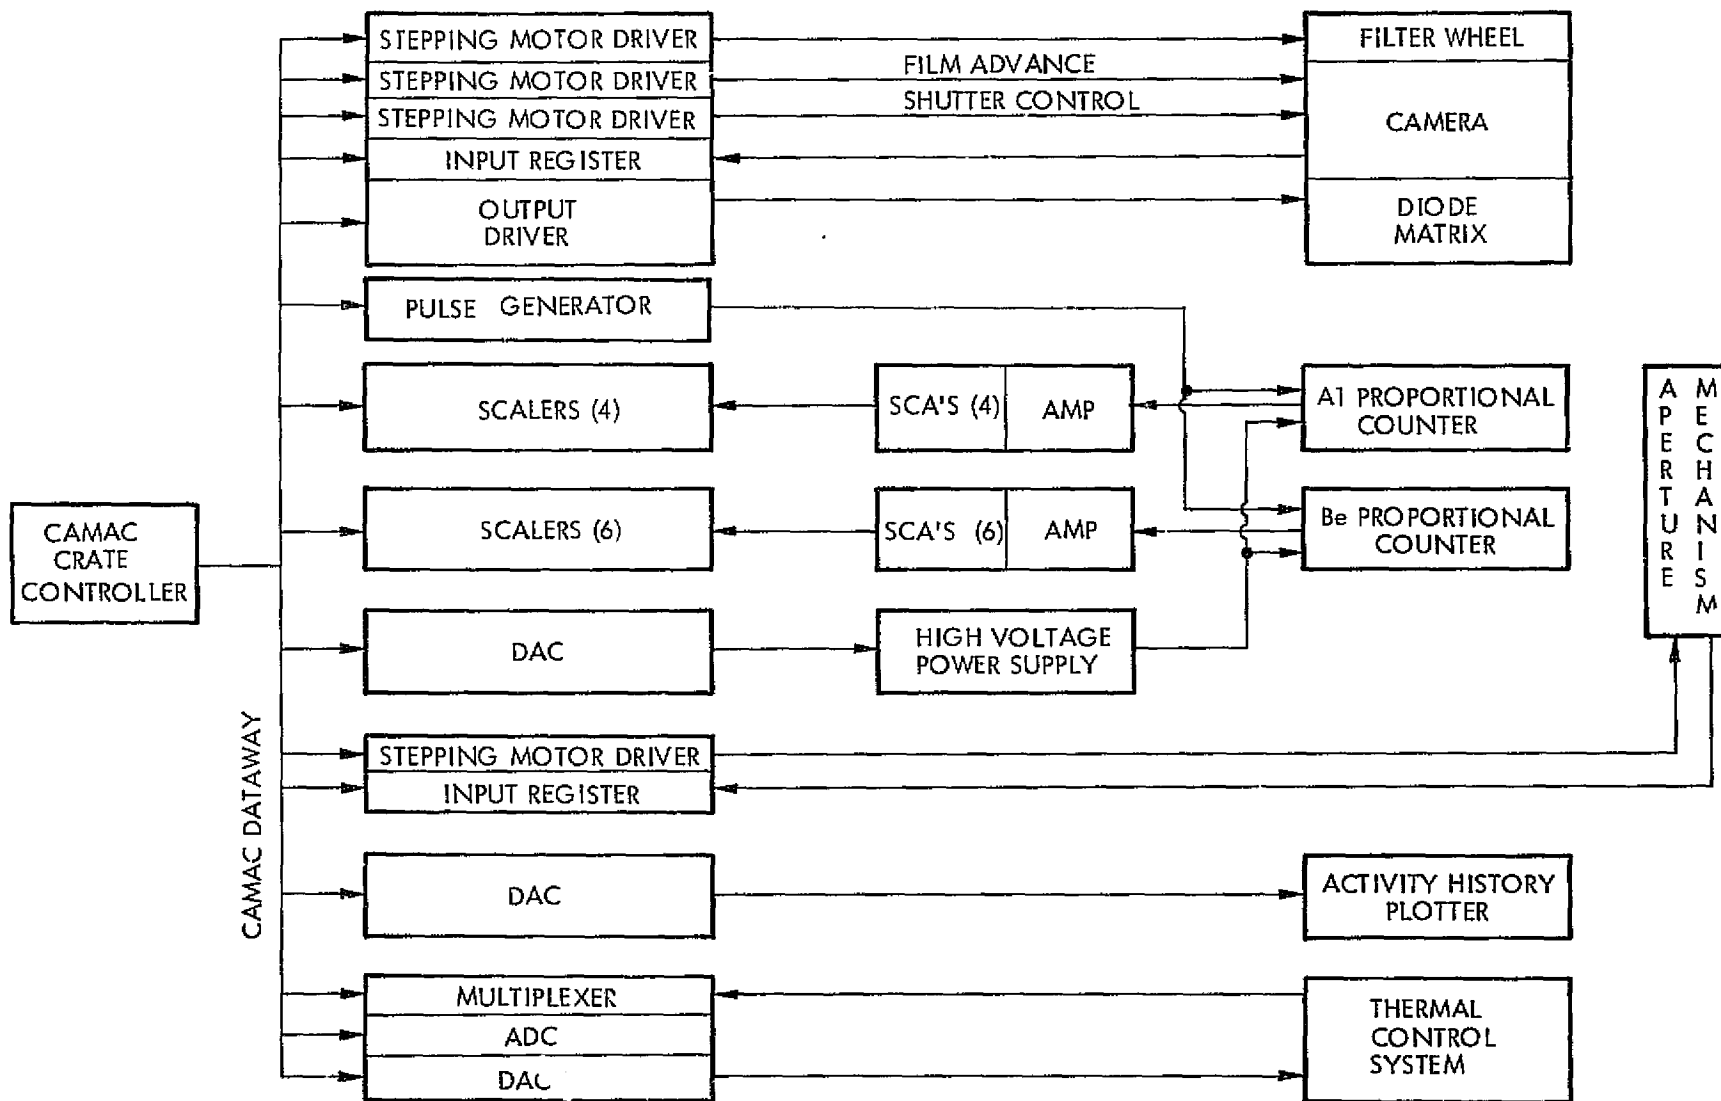 STEPPING MOTOR DRIVER
STEPPING MOTOR DRIVER
STEPPING MOTOR DRIVER
INPUT REGISTER
OUTPUT
DRIVER
FILM ADVANCE
SHUTTER CONTROL
FILTER WHEEL
CAMERA
DIODE
MATRIX
PULSE GENERATOR
SCALERS (4)
SCA'S (4)
AMP
A1 PROPORTIONAL
COUNTER
APERTURE
MECHANISM
CAMAC
CRATE
CONTROLLER
SCALERS (6)
SCA'S (6)
AMP
Be PROPORTIONAL
COUNTER
DAC
HIGH VOLTAGE
POWER SUPPLY
CAMAC DATAWAY
STEPPING MOTOR DRIVER
INPUT REGISTER
DAC
ACTIVITY HISTORY
PLOTTER
MULTIPLEXER
ADC
DAC
THERMAL
CONTROL
SYSTEM